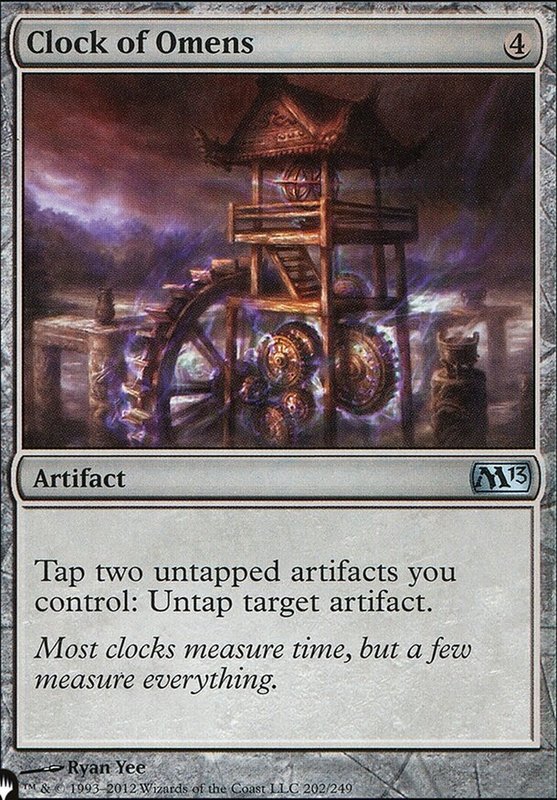 Clock of Omens 4
Artifact M13
Tap two untapped artifacts you
control: Untap target artifact.
Most clocks measure time, but a few
measure everything.
Ryan Yee
™ & © 1993–2012 Wizards of the Coast LLC 202/249